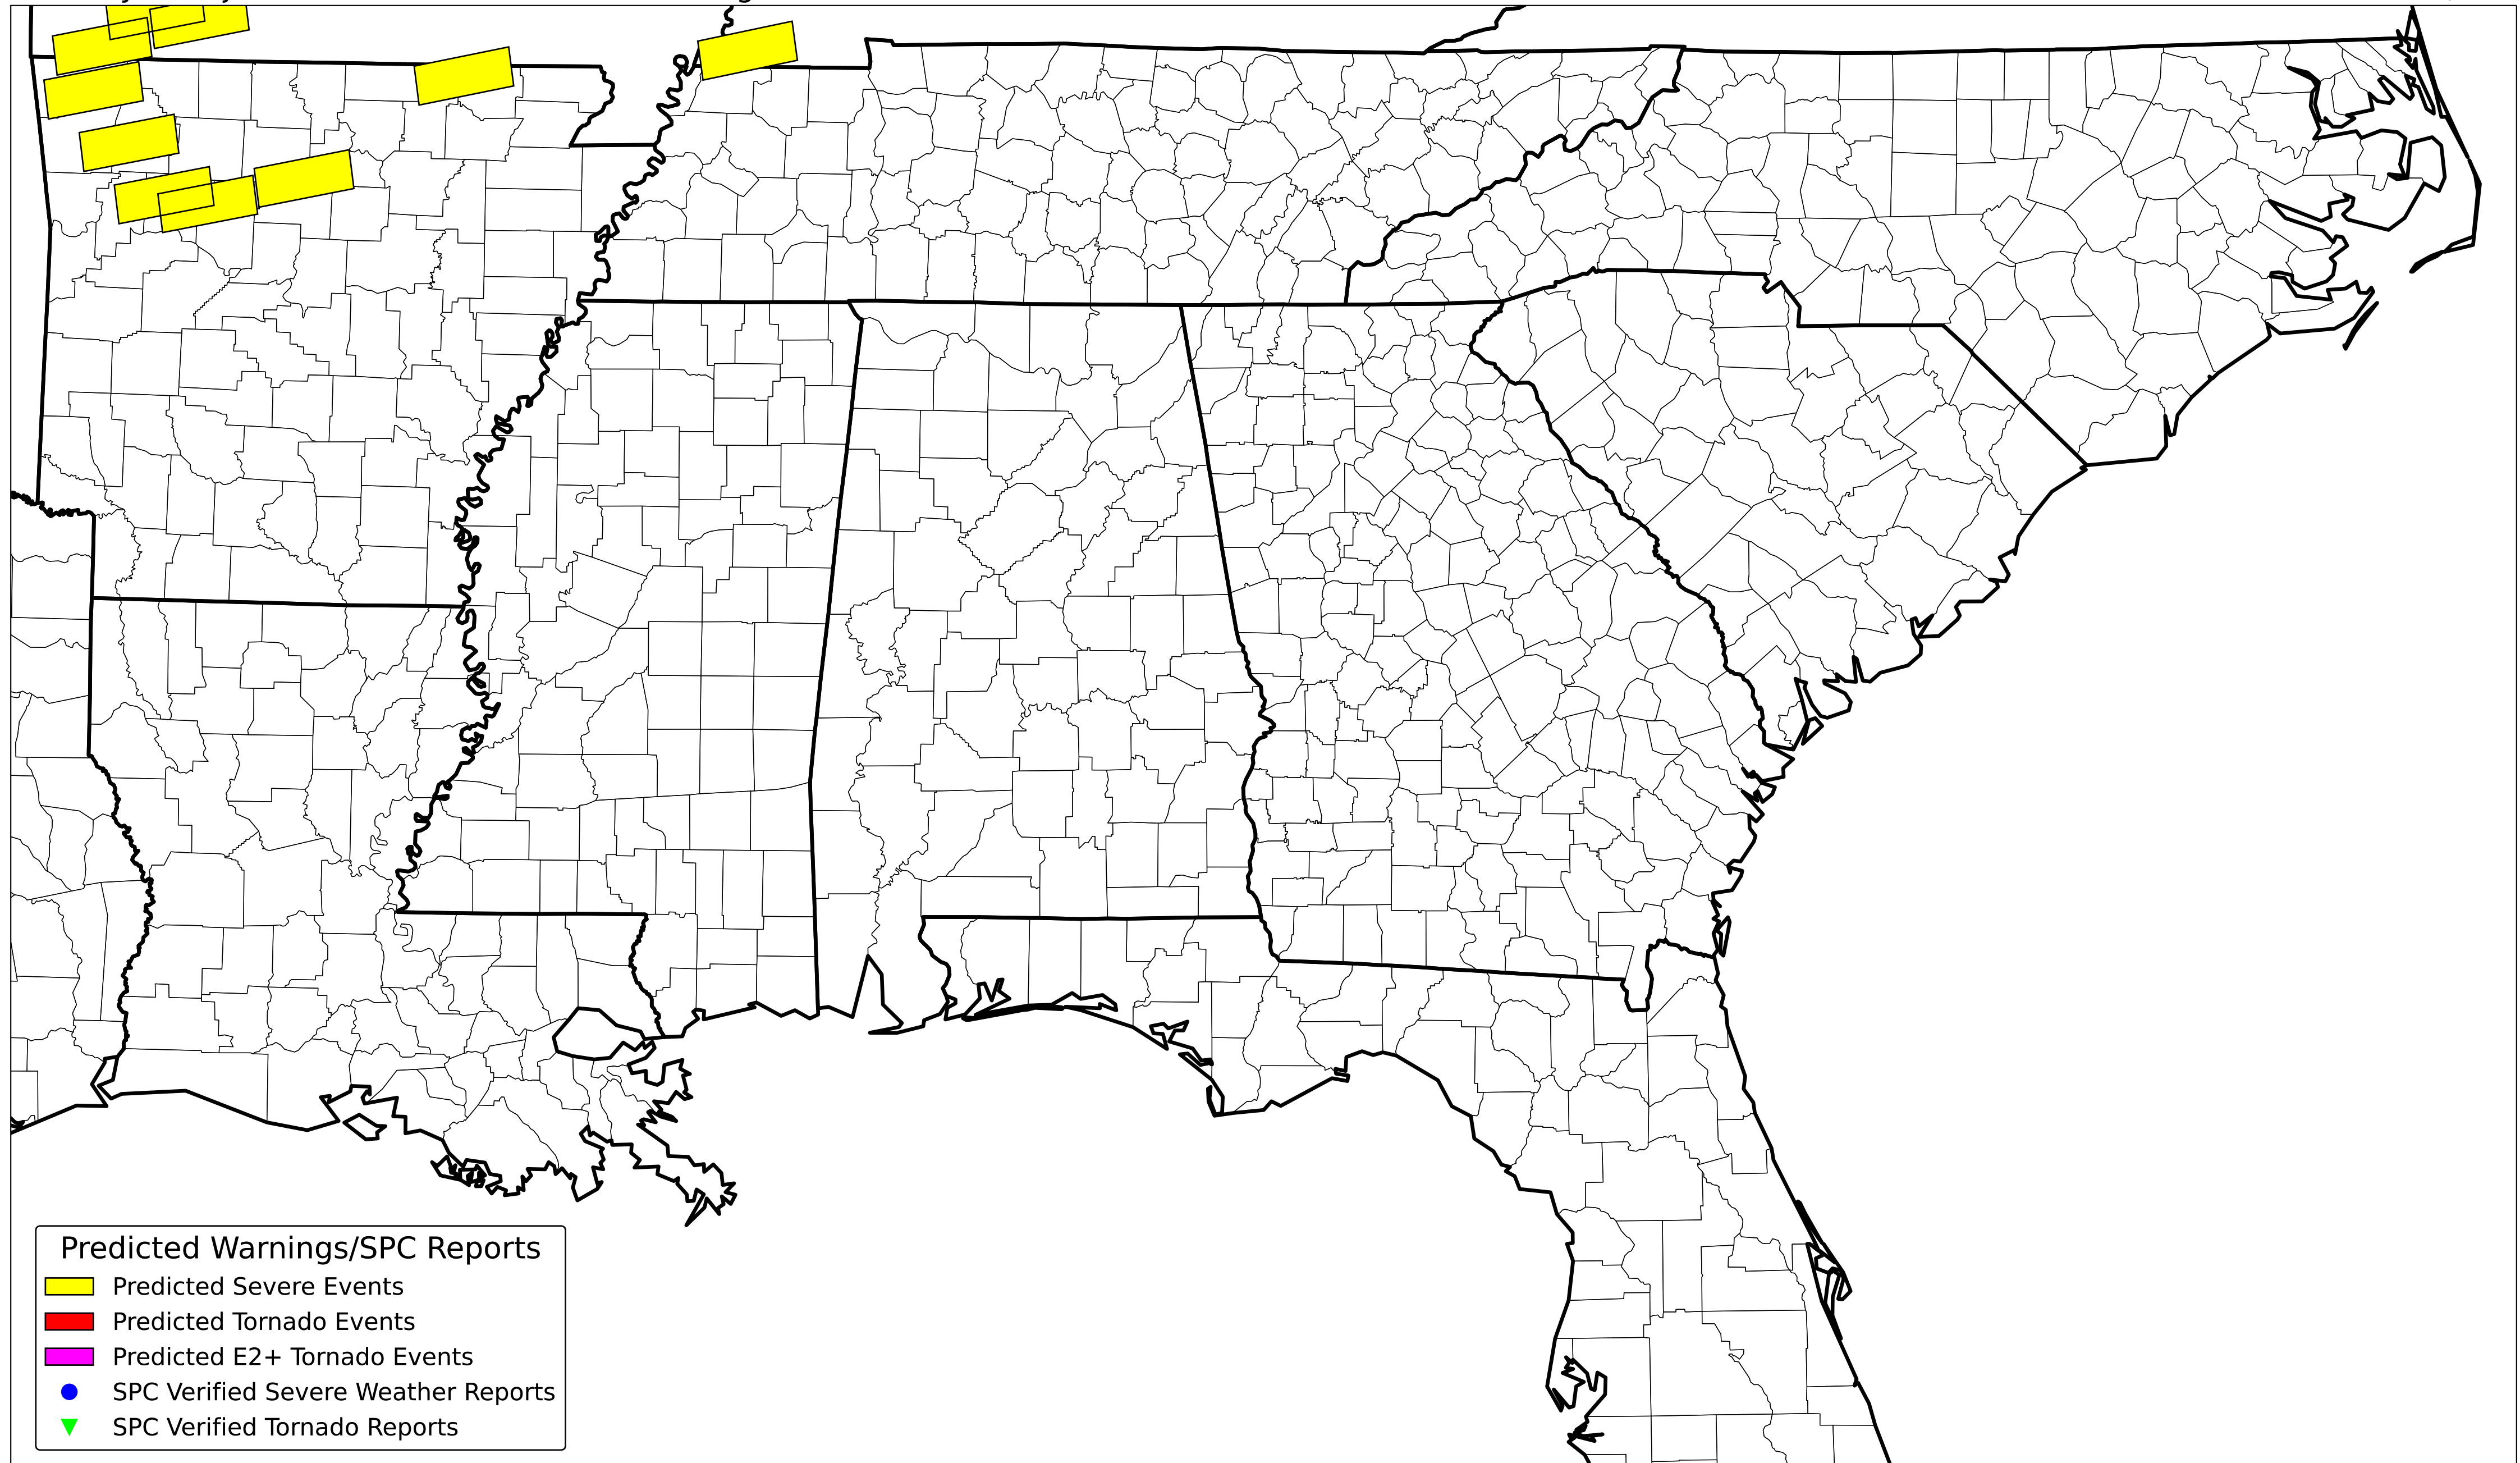 Predicted Warnings/SPC Reports
Predicted Severe Events
Predicted Tornado Events
Predicted E2+ Tornado Events
SPC Verified Severe Weather Reports
SPC Verified Tornado Reports